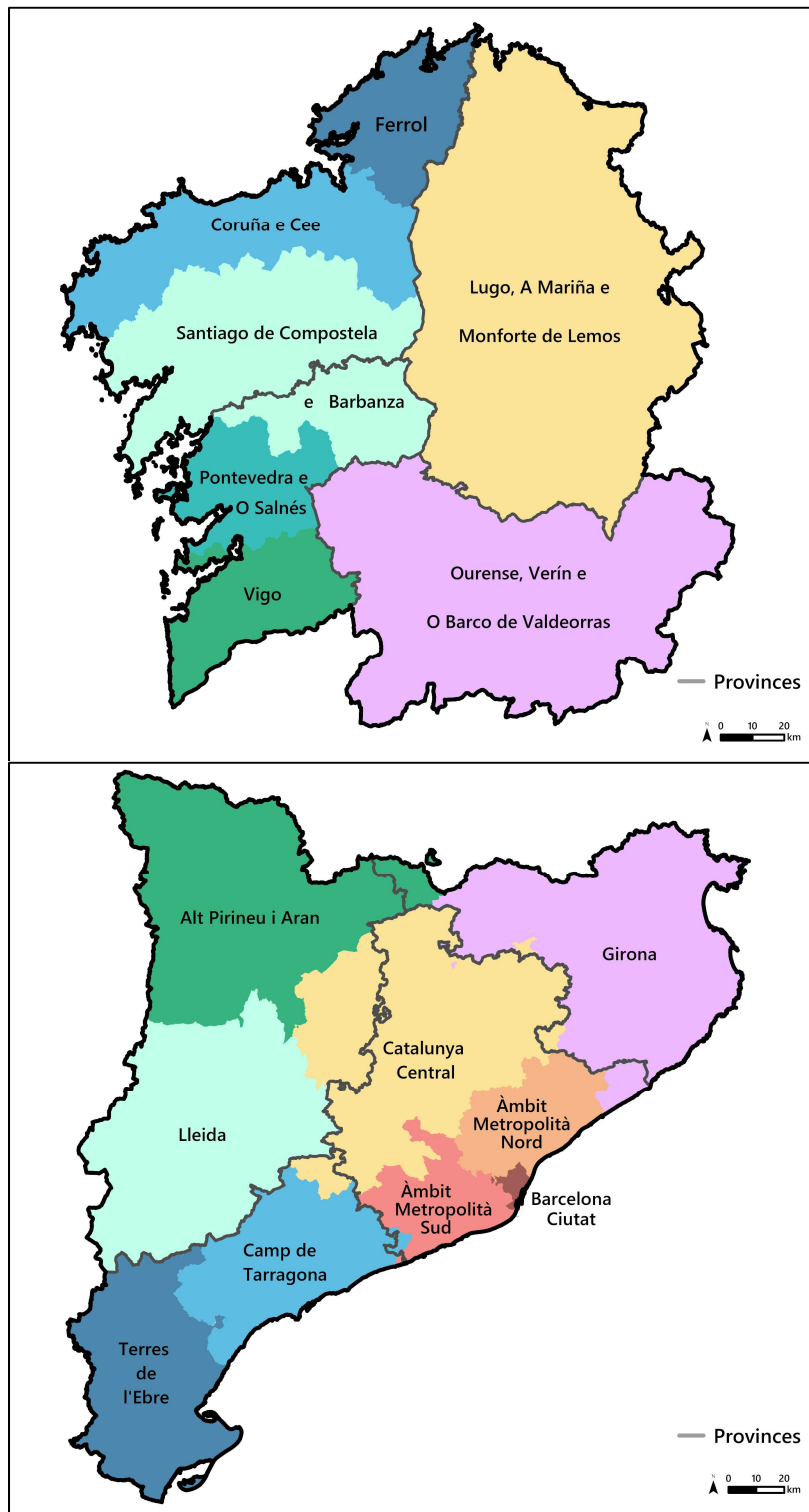 Ferrol
Coruña e Cee
Lugo, A Mariña e
Monforte de Lemos
Santiago de Compostela
e Barbanza
Pontevedra e
O Salnés
Vigo
Ourense, Verín e
O Barco de Valdeorras
Provinces
N
0 10 20
km
Alt Pirineu i Aran
Girona
Catalunya
Central
Lleida
Àmbit
Metropolità
Nord
Àmbit
Metropolità
Sud
Barcelona
Ciutat
Camp de
Tarragona
Terres
de
l'Ebre
Provinces
N
0 10 20
km